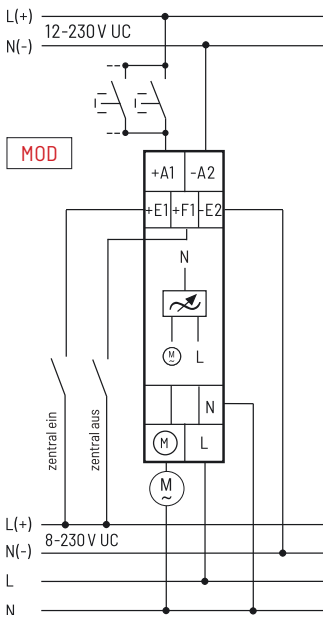 L(+)
12-230 V UC
N(-)
MOD
+A1 -A2
+E1 +F1 -E2
N
M ~ L
N
M L
zentral ein
zentral aus
M ~
L(+)
8-230 V UC
N(-)
L
N